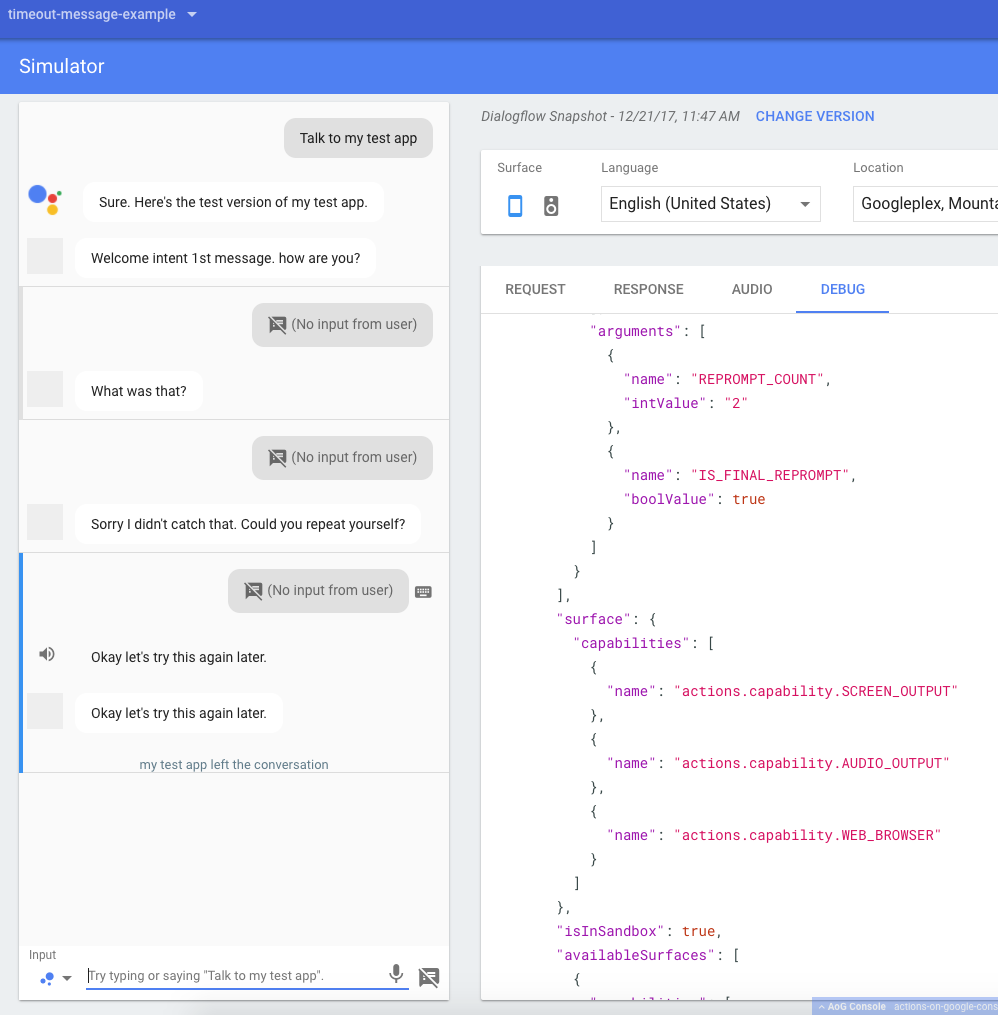 timeout-message-example
Simulator
Talk to my test app
Sure. Here's the test version of my test app.
Welcome intent 1st message. how are you?
(No input from user)
What was that?
(No input from user)
Sorry I didn't catch that. Could you repeat yourself?
(No input from user)
Okay let's try this again later.
Okay let's try this again later.
my test app left the conversation
Input
Try typing or saying "Talk to my test app".
Dialogflow Snapshot - 12/21/17, 11:47 AM CHANGE VERSION
Surface Language Location
English (United States) Googleplex, Mounta
REQUEST RESPONSE AUDIO DEBUG
"arguments": [
{
"name": "REPROMPT_COUNT",
"intValue": "2"
},
{
"name": "IS_FINAL_REPROMPT",
"boolValue": true
}
]
}
],
"surface": {
"capabilities": [
{
"name": "actions.capability.SCREEN_OUTPUT"
},
{
"name": "actions.capability.AUDIO_OUTPUT"
},
{
"name": "actions.capability.WEB_BROWSER"
}
]
},
"isInSandbox": true,
"availableSurfaces": [
{
AoG Console actions-on-google-cons